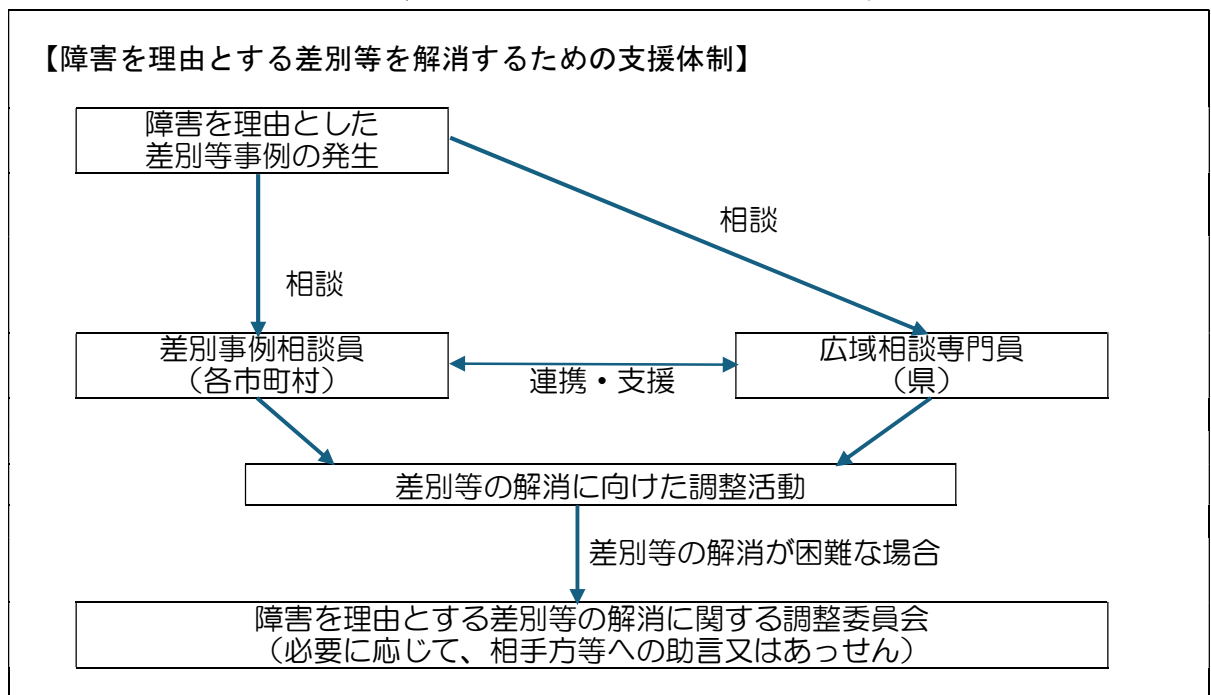 【障害を理由とする差別等を解消するための支援体制】
障害を理由とした
差別等事例の発生
相談
相談
差別事例相談員
（各市町村）
連携・支援
広域相談専門員
（県）
差別等の解消に向けた調整活動
差別等の解消が困難な場合
障害を理由とする差別等の解消に関する調整委員会
（必要に応じて、相手方等への助言又はあっせん）